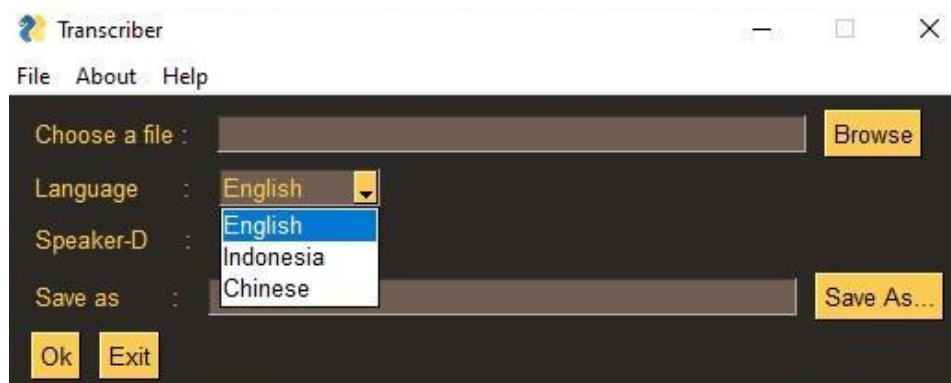 Transcriber
File About Help
Choose a file : Browse
Language : English
English
Speaker-D :
Indonesia
Chinese
Save as : Save As...
Ok Exit